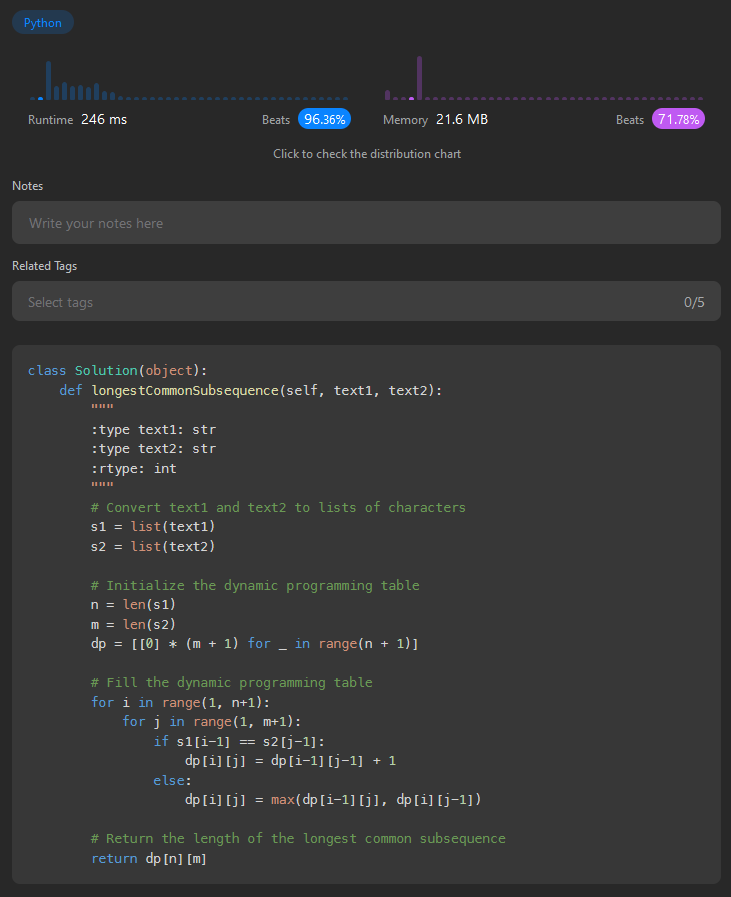 Python
Runtime 246 ms Beats 96.36% Memory 21.6 MB Beats 71.78%
Click to check the distribution chart
Notes
Write your notes here
Related Tags
Select tags 0/5
class Solution(object):
    def longestCommonSubsequence(self, text1, text2):
        """
        :type text1: str
        :type text2: str
        :rtype: int
        """
        # Convert text1 and text2 to lists of characters
        s1 = list(text1)
        s2 = list(text2)

        # Initialize the dynamic programming table
        n = len(s1)
        m = len(s2)
        dp = [[0] * (m + 1) for _ in range(n + 1)]

        # Fill the dynamic programming table
        for i in range(1, n+1):
            for j in range(1, m+1):
                if s1[i-1] == s2[j-1]:
                    dp[i][j] = dp[i-1][j-1] + 1
                else:
                    dp[i][j] = max(dp[i-1][j], dp[i][j-1])

        # Return the length of the longest common subsequence
        return dp[n][m]